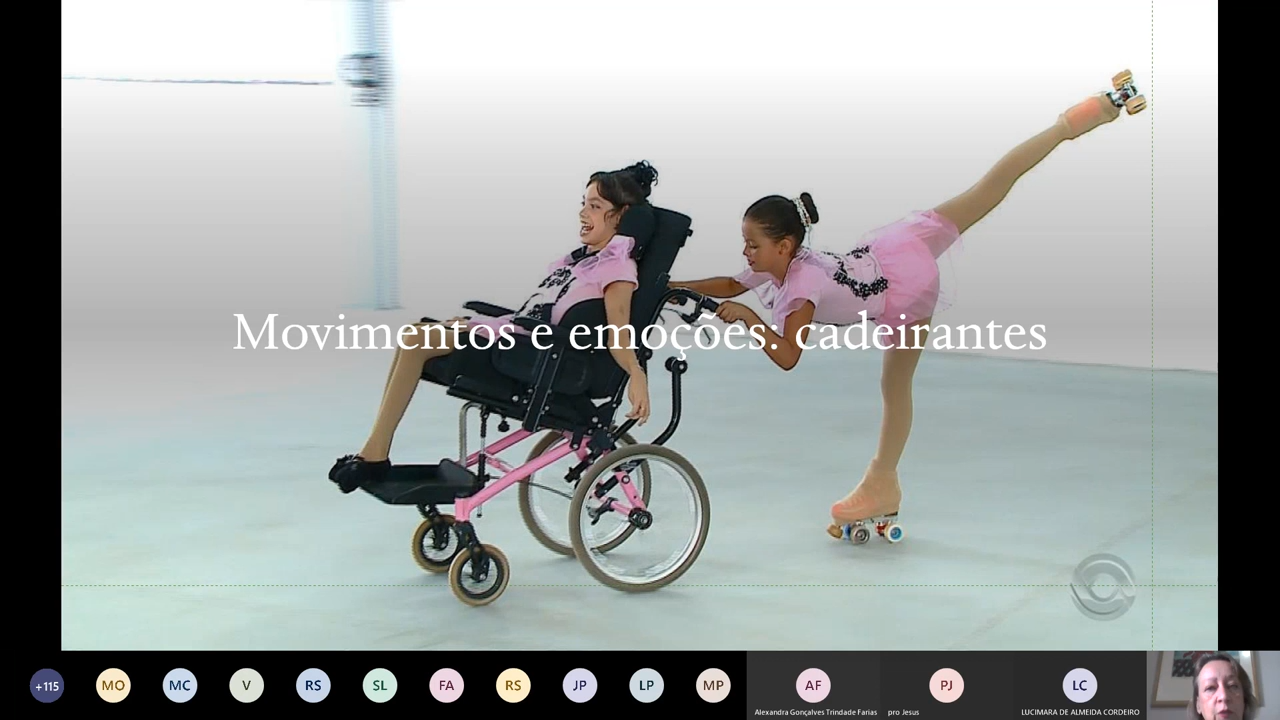 Movimentos e emoções: cadeirantes
+115
MO
MC
V
RS
SL
FA
RS
JP
LP
MP
AF
PJ
LC
Alexandra Gonçalves Trindade Farias
pro Jesus
LUCIMARA DE ALMEIDA CORDEIRO